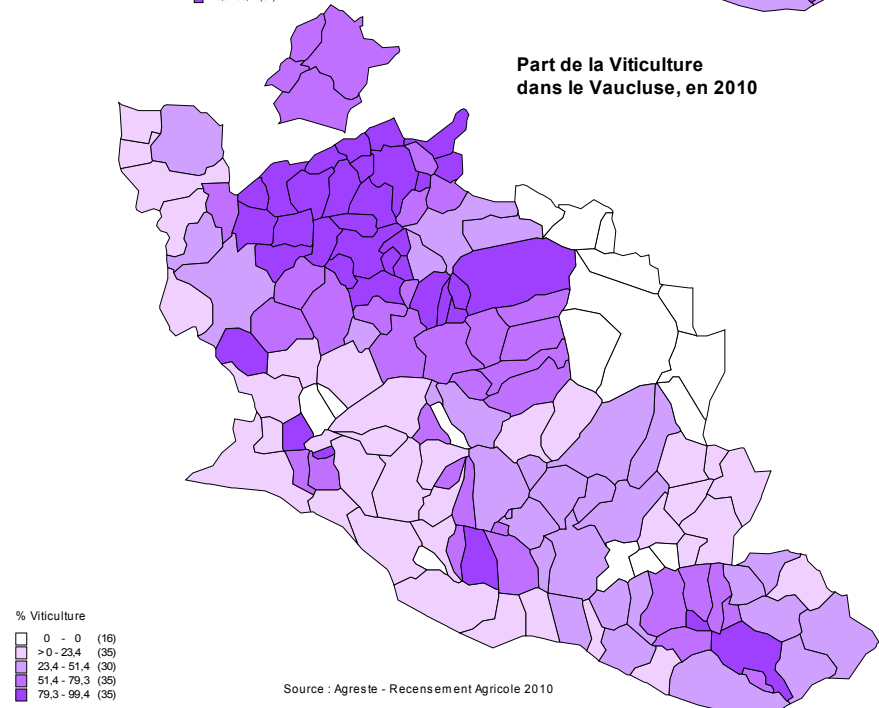 Part de la Viticulture
dans le Vaucluse, en 2010
% Viticulture
0 - 0 (16)
>0 - 23,4 (35)
23,4 - 51,4 (30)
51,4 - 79,3 (35)
79,3 - 99,4 (35)
Source : Agreste - Recensement Agricole 2010